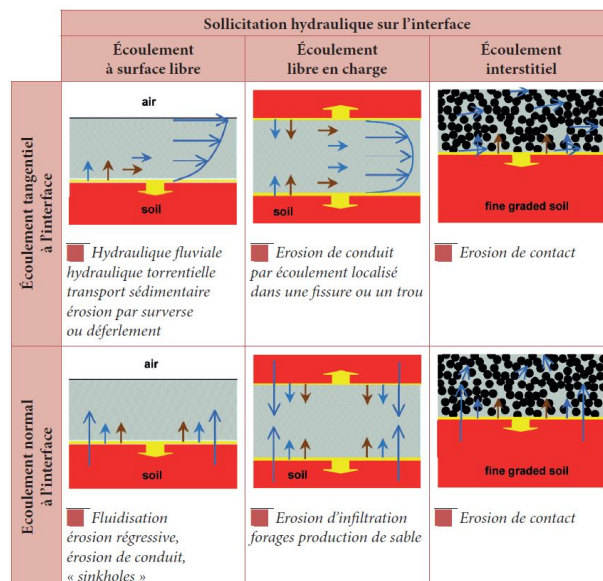 Sollicitation hydraulique sur l'interface
Écoulement
à surface libre
Écoulement
libre en charge
Écoulement
interstitiel
Écoulement tangentiel
à l'interface
air
soil
soil
fine graded soil
Hydraulique fluviale
hydraulique torrentielle
transport sédimentaire
érosion par surverse
ou déferlement
Erosion de conduit
par écoulement localisé
dans une fissure ou un trou
Erosion de contact
Ecoulement normal
à l'interface
air
soil
soil
fine graded soil
Fluidisation
érosion régressive,
érosion de conduit,
« sinkholes »
Erosion d'infiltration
forages production de sable
Erosion de contact